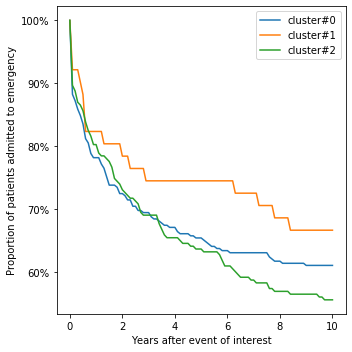 cluster#0
cluster#1
cluster#2
100%
90%
80%
70%
60%
Proportion of patients admitted to emergency
0
2
4
6
8
10
Years after event of interest